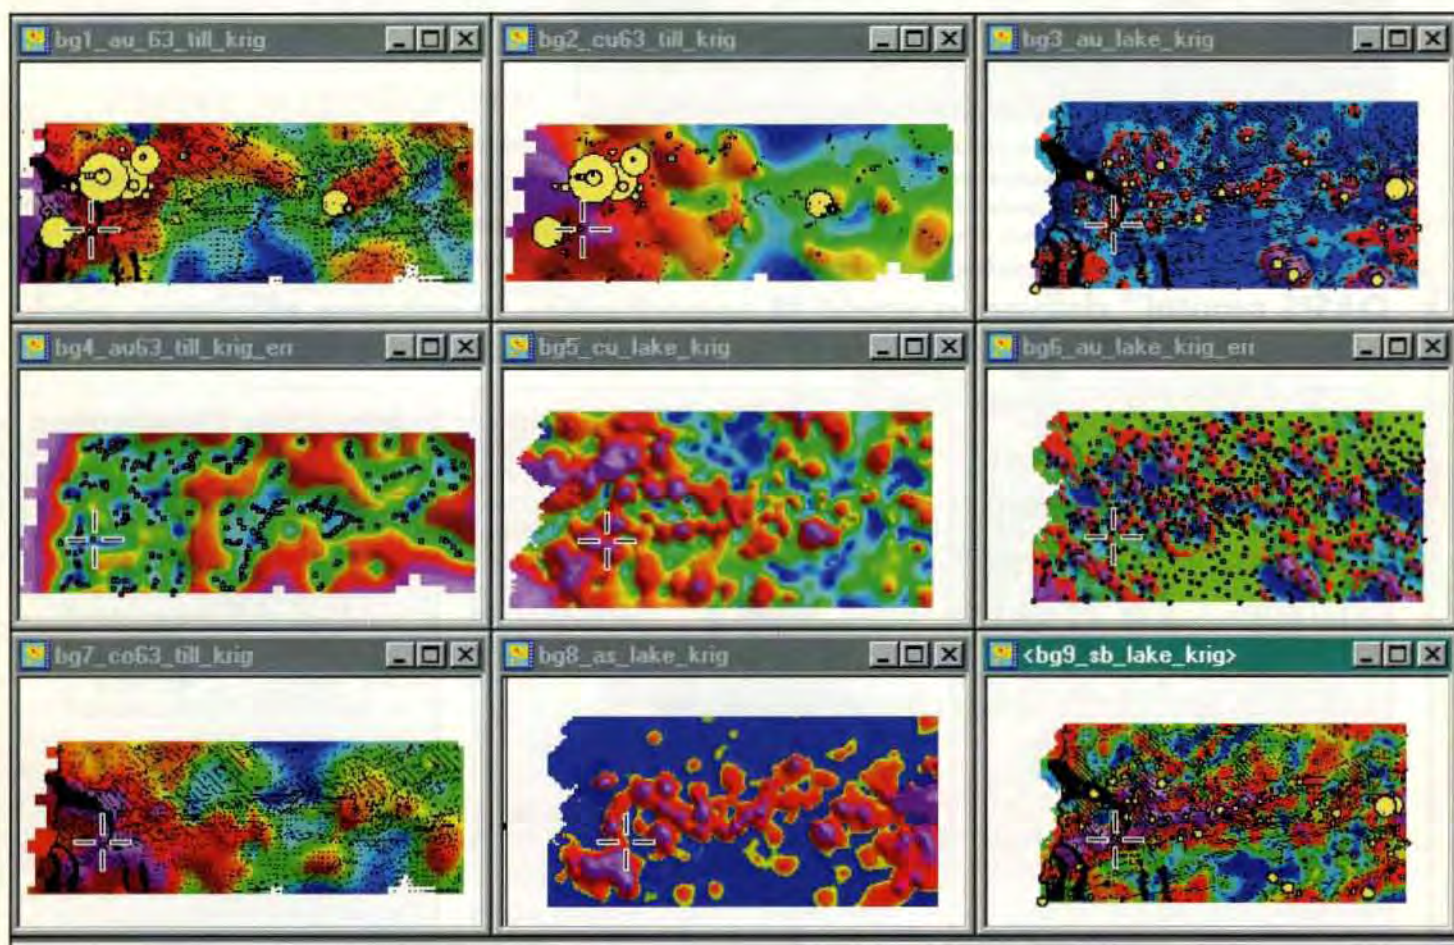 bg1_au_63_till_krig
bg2_cu63_till_krig
bg3_au_lake_krig
bg4_au63_till_krig_err
bg5_cu_lake_krig
bg6_au_lake_krig_err
bg7_co63_till_krig
bg8_as_lake_krig
<bg9_sb_lake_krig>